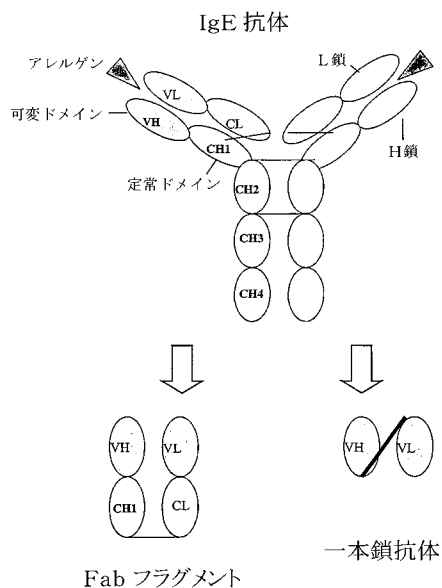 IgE 抗体
アレルゲン
L鎖
VL
可変ドメイン
VH
CL
CH1
H鎖
定常ドメイン
CH2
CH3
CH4
VH
VL
CH1
CL
VH
VL
Fab フラグメント
一本鎖抗体